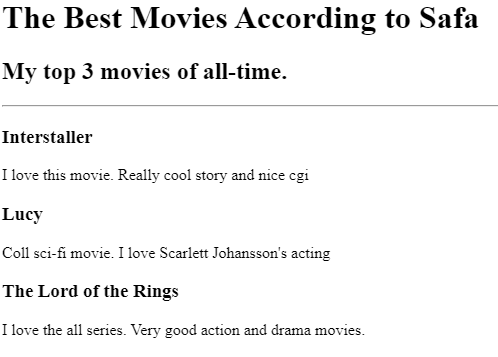 The Best Movies According to Safa
My top 3 movies of all-time.
Interstaller
I love this movie. Really cool story and nice cgi
Lucy
Coll sci-fi movie. I love Scarlett Johansson's acting
The Lord of the Rings
I love the all series. Very good action and drama movies.